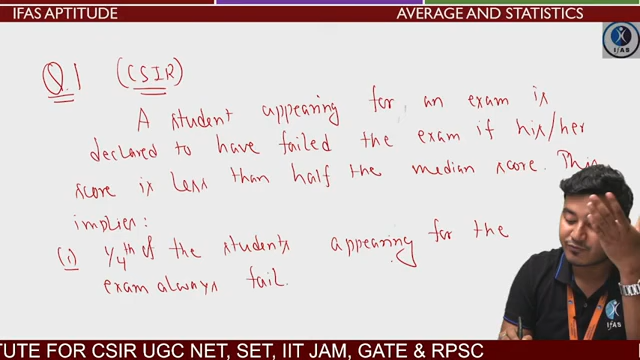 IFAS APTITUDE AVERAGE AND STATISTICS
Q.1 (CSIR)
A student appearing for an exam is
declared to have failed the exam if his/her
score is less than half the median score. This
implies:
(1) 1/4th of the students appearing for the
exam always fail.
IFAS
IFAS
TUTE FOR CSIR UGC NET, SET, IIT JAM, GATE & RPSC